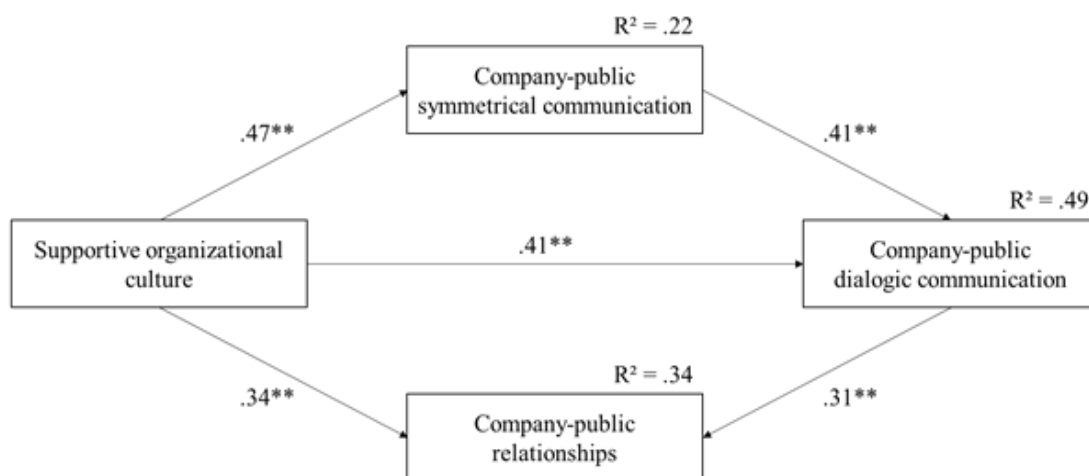 R² = .22
Company-public
symmetrical communication
.47**
.41**
R² = .49
Supportive organizational
culture
.41**
Company-public
dialogic communication
R² = .34
.34**
.31**
Company-public
relationships